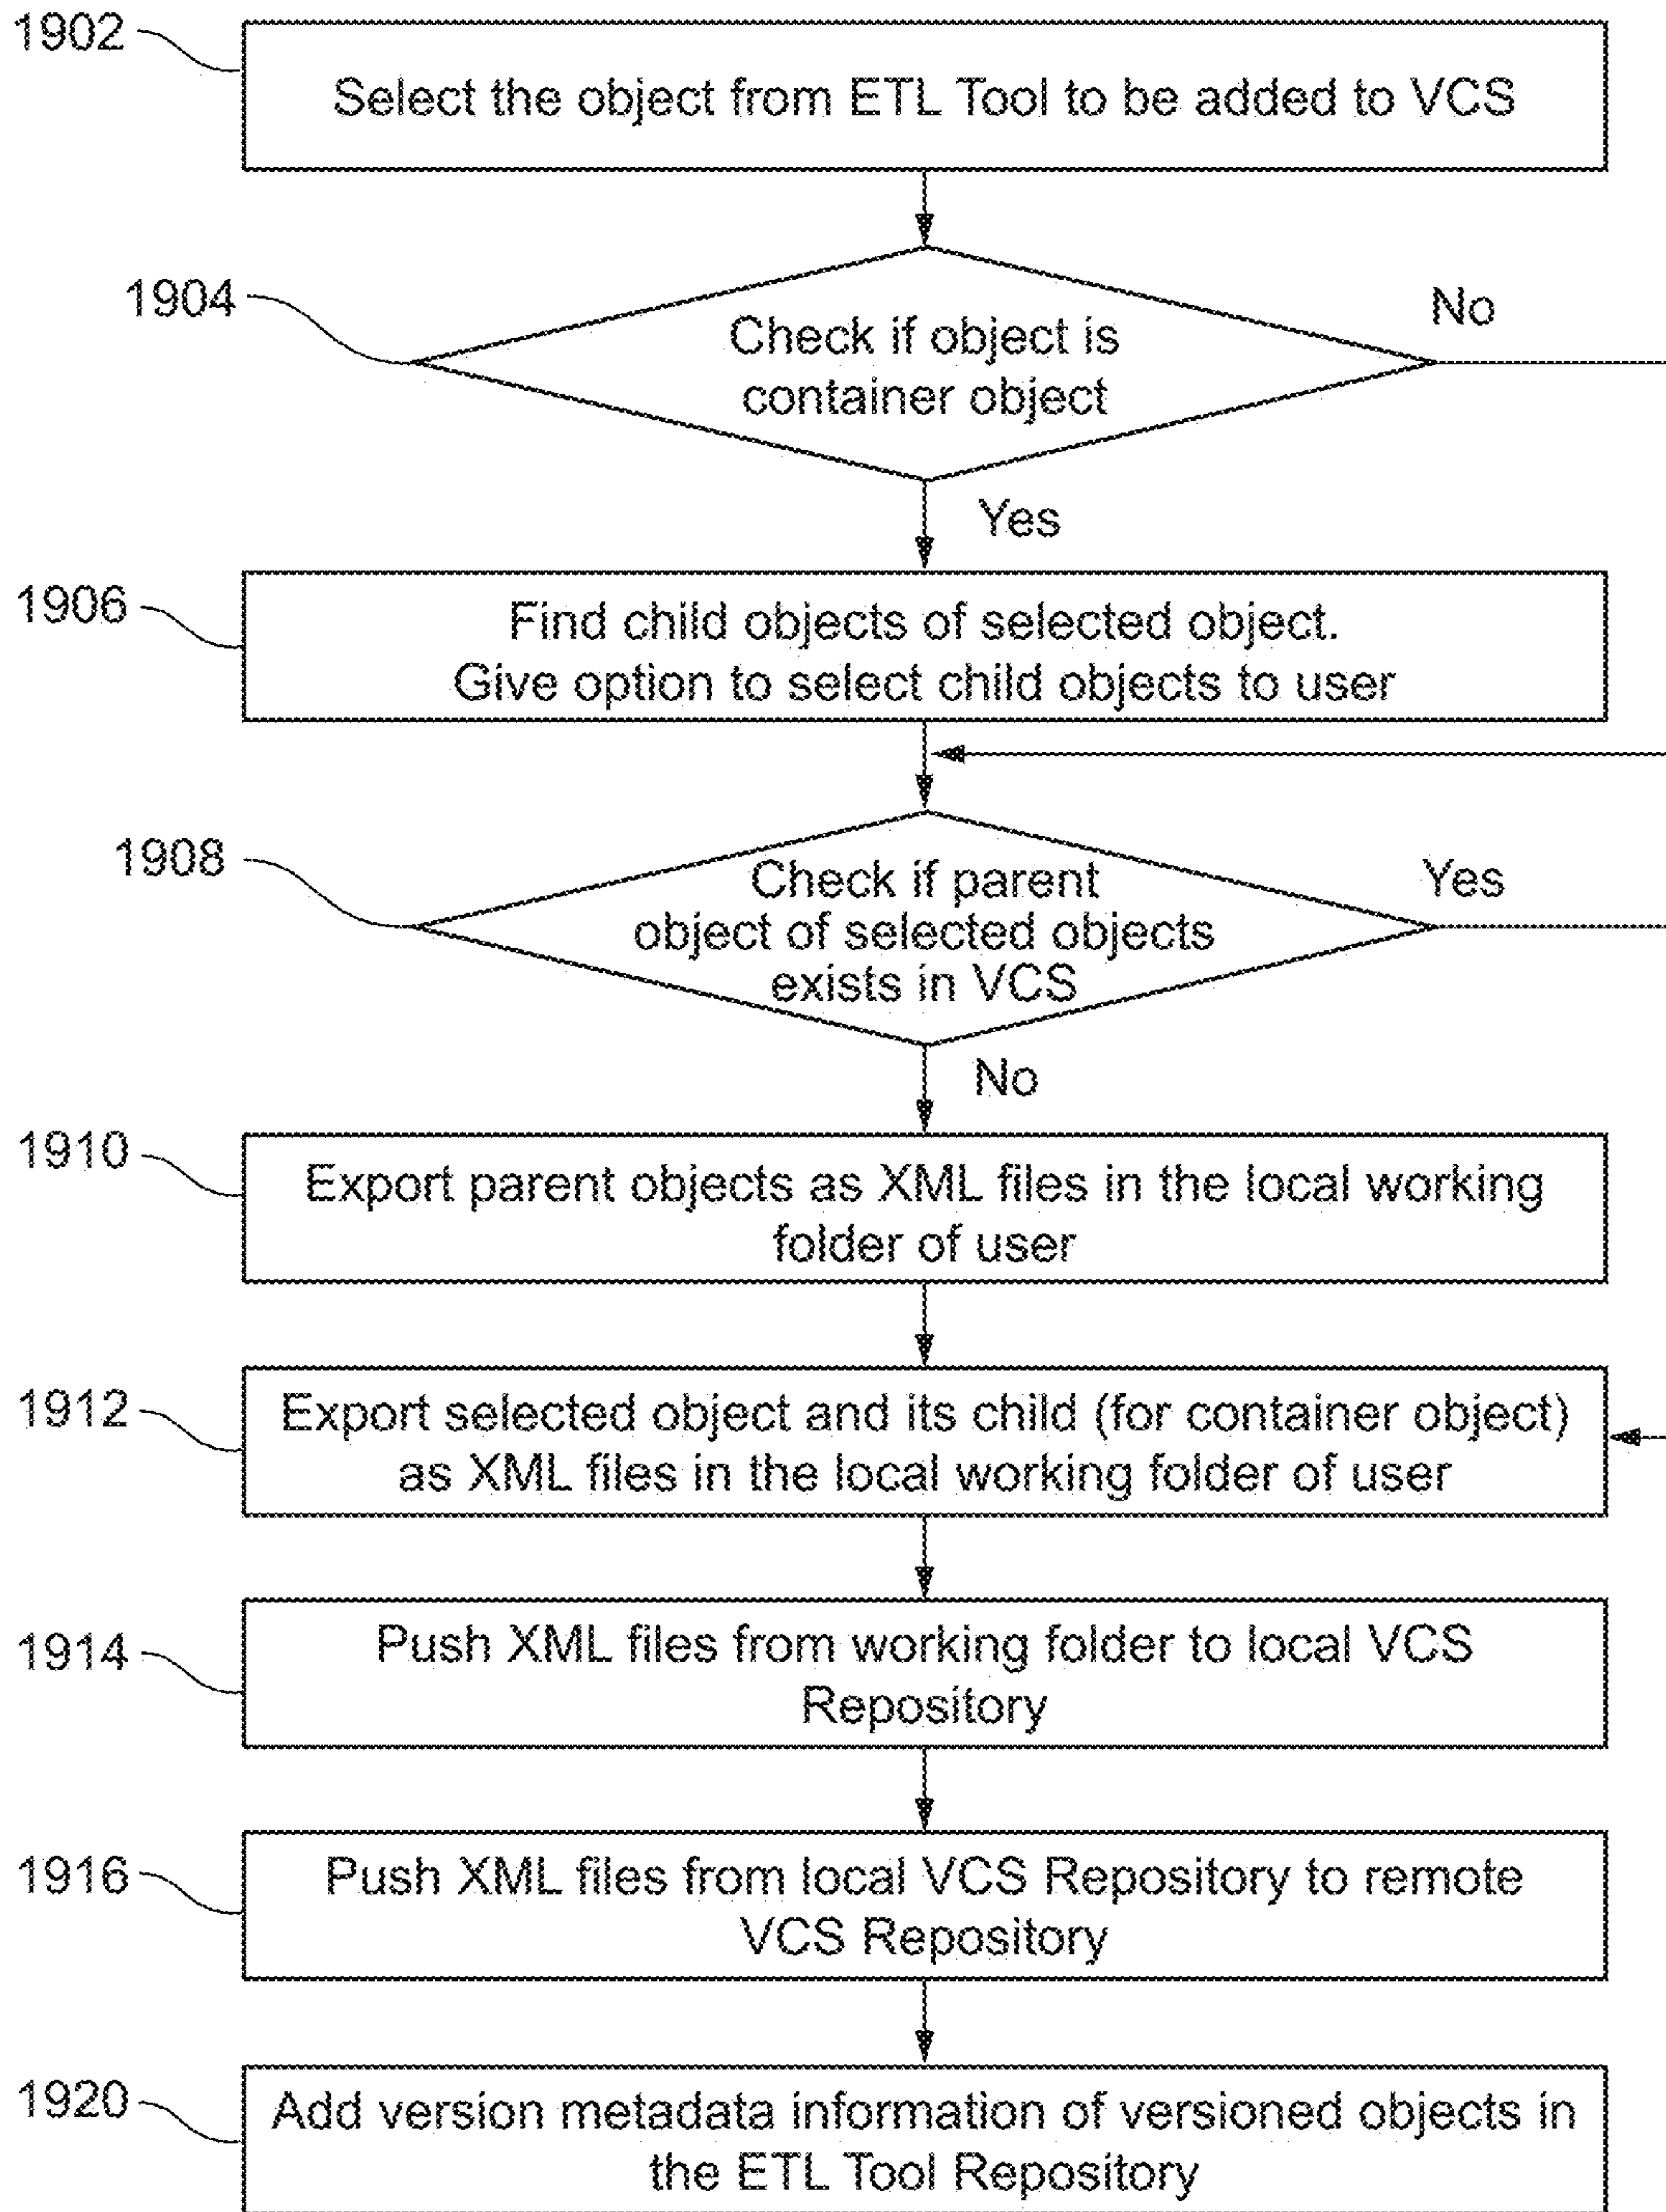 1902
Select the object from ETL Tool to be added to VCS
1904
No
Check if object is
container object
Yes
1906
Find child objects of selected object.
Give option to select child objects to user
1908
Yes
Check if parent
object of selected objects
exists in VCS
No
1910
Export parent objects as XML files in the local working
folder of user
1912
Export selected object and its child (for container object)
as XML files in the local working folder of user
1914
Push XML files from working folder to local VCS
Repository
1916
Push XML files from local VCS Repository to remote
VCS Repository
1920
Add version metadata information of versioned objects in
the ETL Tool Repository